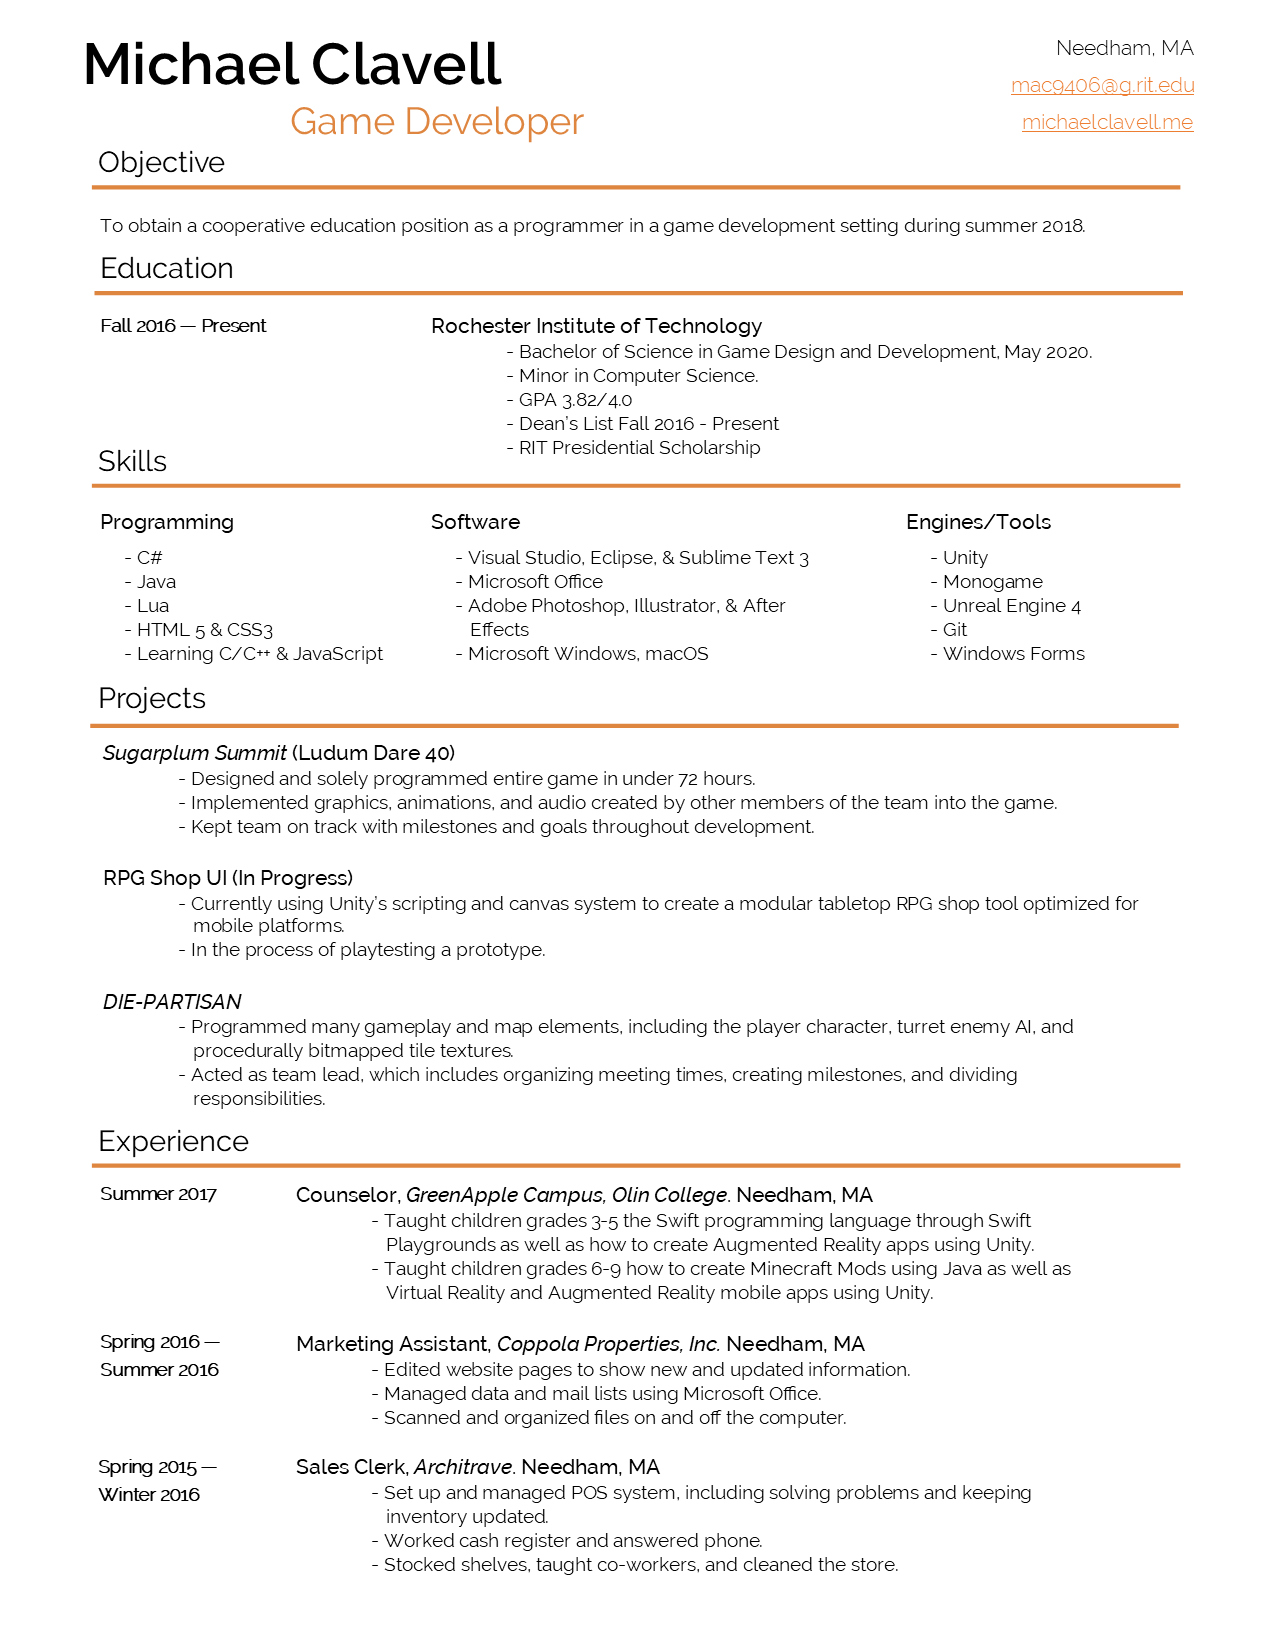 Michael Clavell
Game Developer
Needham, MA
mac9406@g.rit.edu
michaelclavell.me
Objective
To obtain a cooperative education position as a programmer in a game development setting during summer 2018.
Education
Fall 2016 — Present
Rochester Institute of Technology
- Bachelor of Science in Game Design and Development, May 2020.
- Minor in Computer Science.
- GPA 3.82/4.0
- Dean’s List Fall 2016 - Present
- RIT Presidential Scholarship
Skills
Programming
- C#
- Java
- Lua
- HTML 5 & CSS3
- Learning C/C++ & JavaScript
Software
- Visual Studio, Eclipse, & Sublime Text 3
- Microsoft Office
- Adobe Photoshop, Illustrator, & After
Effects
- Microsoft Windows, macOS
Engines/Tools
- Unity
- Monogame
- Unreal Engine 4
- Git
- Windows Forms
Projects
Sugarplum Summit (Ludum Dare 40)
- Designed and solely programmed entire game in under 72 hours.
- Implemented graphics, animations, and audio created by other members of the team into the game.
- Kept team on track with milestones and goals throughout development.
RPG Shop UI (In Progress)
- Currently using Unity’s scripting and canvas system to create a modular tabletop RPG shop tool optimized for
mobile platforms.
- In the process of playtesting a prototype.
DIE-PARTISAN
- Programmed many gameplay and map elements, including the player character, turret enemy AI, and
procedurally bitmapped tile textures.
- Acted as team lead, which includes organizing meeting times, creating milestones, and dividing
responsibilities.
Experience
Summer 2017
Counselor, GreenApple Campus, Olin College. Needham, MA
- Taught children grades 3-5 the Swift programming language through Swift
Playgrounds as well as how to create Augmented Reality apps using Unity.
- Taught children grades 6-9 how to create Minecraft Mods using Java as well as
Virtual Reality and Augmented Reality mobile apps using Unity.
Spring 2016 —
Summer 2016
Marketing Assistant, Coppola Properties, Inc. Needham, MA
- Edited website pages to show new and updated information.
- Managed data and mail lists using Microsoft Office.
- Scanned and organized files on and off the computer.
Spring 2015 —
Winter 2016
Sales Clerk, Architrave. Needham, MA
- Set up and managed POS system, including solving problems and keeping
inventory updated.
- Worked cash register and answered phone.
- Stocked shelves, taught co-workers, and cleaned the store.